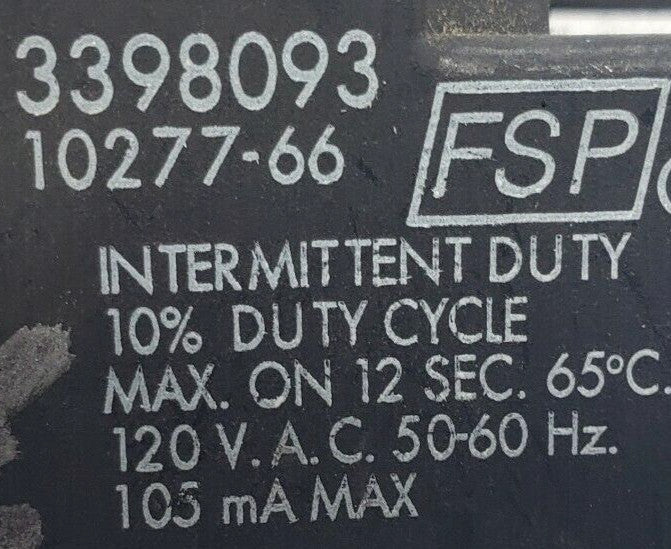 3398093
10277-66
FSP
INTERMITTENT DUTY
10% DUTY CYCLE
MAX. ON 12 SEC. 65°C
120 V. A. C. 50-60 Hz.
105 mA MAX